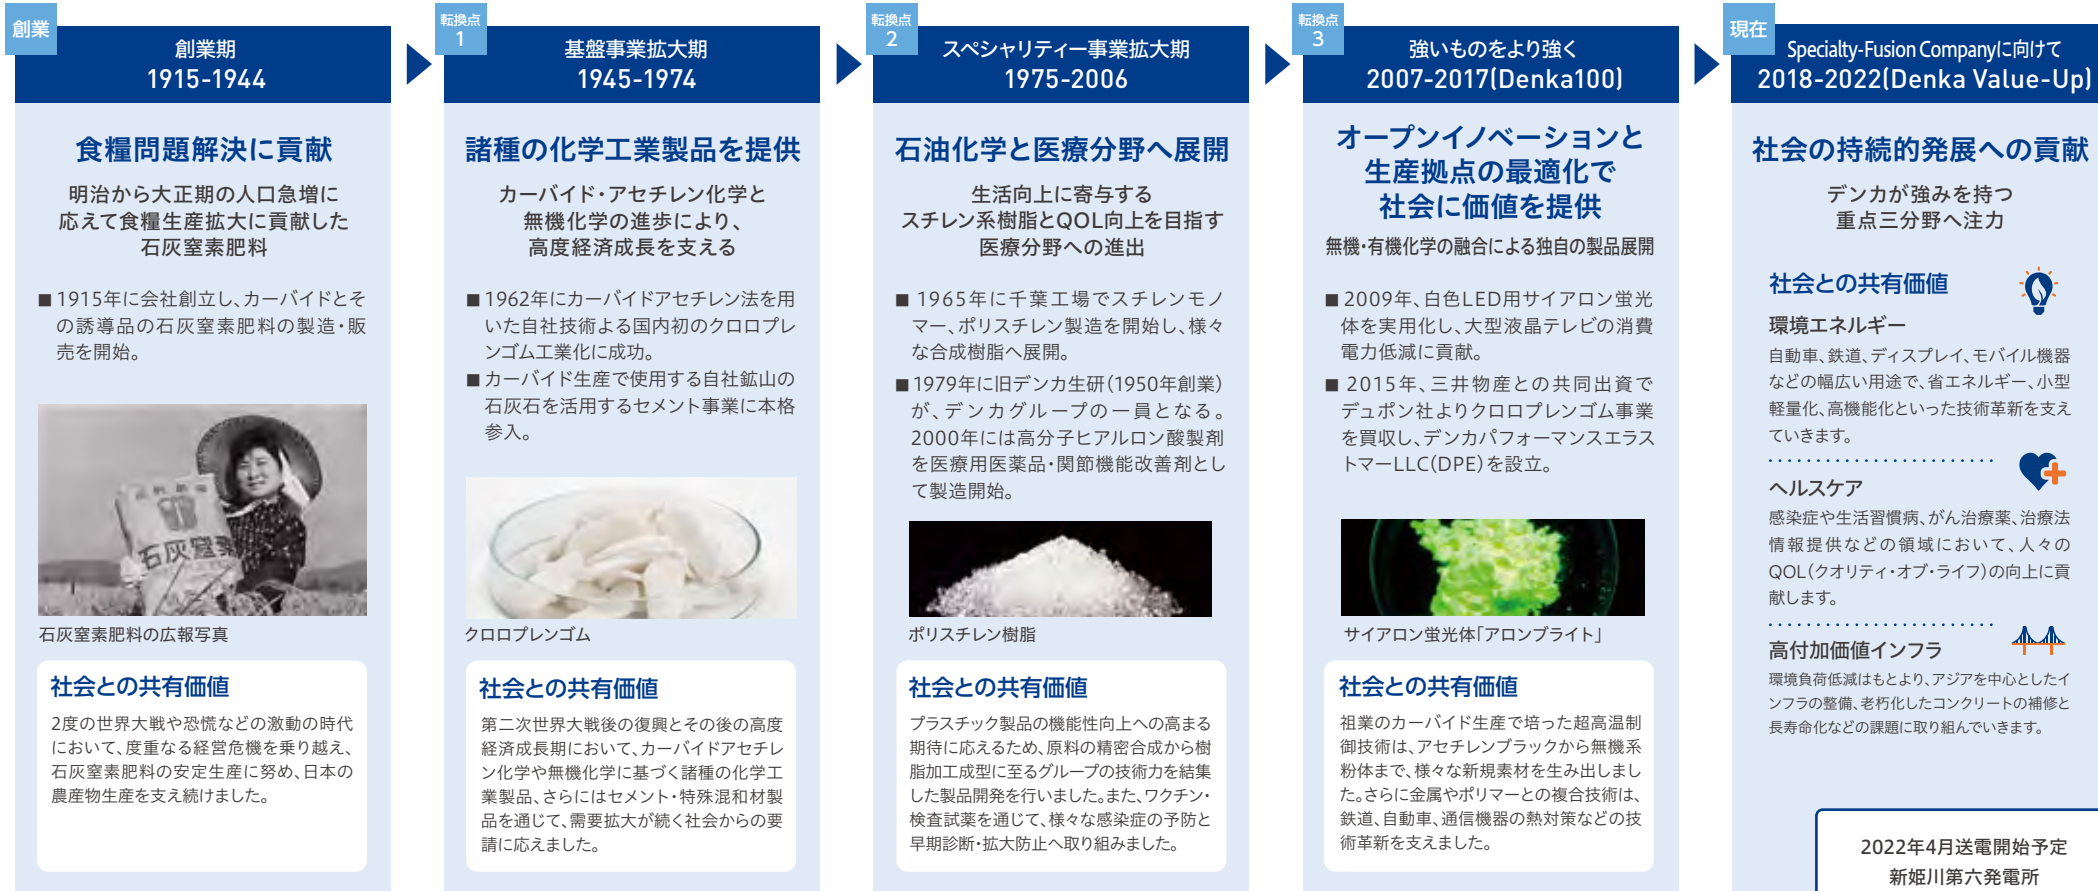 創業
創業期
1915-1944
食糧問題解決に貢献
明治から大正期の人口急増に
応えて食糧生産拡大に貢献した
石灰窒素肥料
■ 1915年に会社創立し、カーバイドとそ
の誘導品の石灰窒素肥料の製造・販
売を開始。
石灰窒素
石灰窒素肥料の広報写真
社会との共有価値
2度の世界大戦や恐慌などの激動の時代
において、度重なる経営危機を乗り越え、
石灰窒素肥料の安定生産に努め、日本の
農産物生産を支え続けました。
転換点
1
基盤事業拡大期
1945-1974
諸種の化学工業製品を提供
カーバイド・アセチレン化学と
無機化学の進歩により、
高度経済成長を支える
■ 1962年にカーバイドアセチレン法を用
いた自社技術よる国内初のクロロプレ
ンゴム工業化に成功。
■ カーバイド生産で使用する自社鉱山の
石灰石を活用するセメント事業に本格
参入。
クロロプレンゴム
社会との共有価値
第二次世界大戦後の復興とその後の高度
経済成長期において、カーバイドアセチレ
ン化学や無機化学に基づく諸種の化学工
業製品、さらにはセメント・特殊混和材製
品を通じて、需要拡大が続く社会からの要
請に応えました。
転換点
2
スペシャリティー事業拡大期
1975-2006
石油化学と医療分野へ展開
生活向上に寄与する
スチレン系樹脂とQOL向上を目指す
医療分野への進出
■ 1965年に千葉工場でスチレンモノ
マー、ポリスチレン製造を開始し、様々
な合成樹脂へ展開。
■ 1979年に旧デンカ生研(1950年創業)
が、デンカグループの一員となる。
2000年には高分子ヒアルロン酸製剤
を医療用医薬品・関節機能改善剤とし
て製造開始。
ポリスチレン樹脂
社会との共有価値
プラスチック製品の機能性向上への高まる
期待に応えるため、原料の精密合成から樹
脂加工成型に至るグループの技術力を結集
した製品開発を行いました。また、ワクチン・
検査試薬を通じて、様々な感染症の予防と
早期診断・拡大防止へ取り組みました。
転換点
3
強いものをより強く
2007-2017(Denka100)
オープンイノベーションと
生産拠点の最適化で
社会に価値を提供
無機・有機化学の融合による独自の製品展開
■ 2009年、白色LED用サイアロン蛍光
体を実用化し、大型液晶テレビの消費
電力低減に貢献。
■ 2015年、三井物産との共同出資で
デュポン社よりクロロプレンゴム事業
を買収し、デンカパフォーマンスエラス
トマーLLC(DPE)を設立。
サイアロン蛍光体「アロンブライト」
社会との共有価値
祖業のカーバイド生産で培った超高温制
御技術は、アセチレンブラックから無機系
粉体まで、様々な新規素材を生み出しまし
た。さらに金属やポリマーとの複合技術は、
鉄道、自動車、通信機器の熱対策などの技
術革新を支えました。
現在
Specialty-Fusion Companyに向けて
2018-2022(Denka Value-Up)
社会の持続的発展への貢献
デンカが強みを持つ
重点三分野へ注力
社会との共有価値
環境エネルギー
自動車、鉄道、ディスプレイ、モバイル機器
などの幅広い用途で、省エネルギー、小型
軽量化、高機能化といった技術革新を支え
ていきます。
ヘルスケア
感染症や生活習慣病、がん治療薬、治療法
情報提供などの領域において、人々の
QOL(クオリティ・オブ・ライフ)の向上に貢
献します。
高付加価値インフラ
環境負荷低減はもとより、アジアを中心としたイ
ンフラの整備、老朽化したコンクリートの補修と
長寿命化などの課題に取り組んでいきます。
2022年4月送電開始予定
新姫川第六発電所